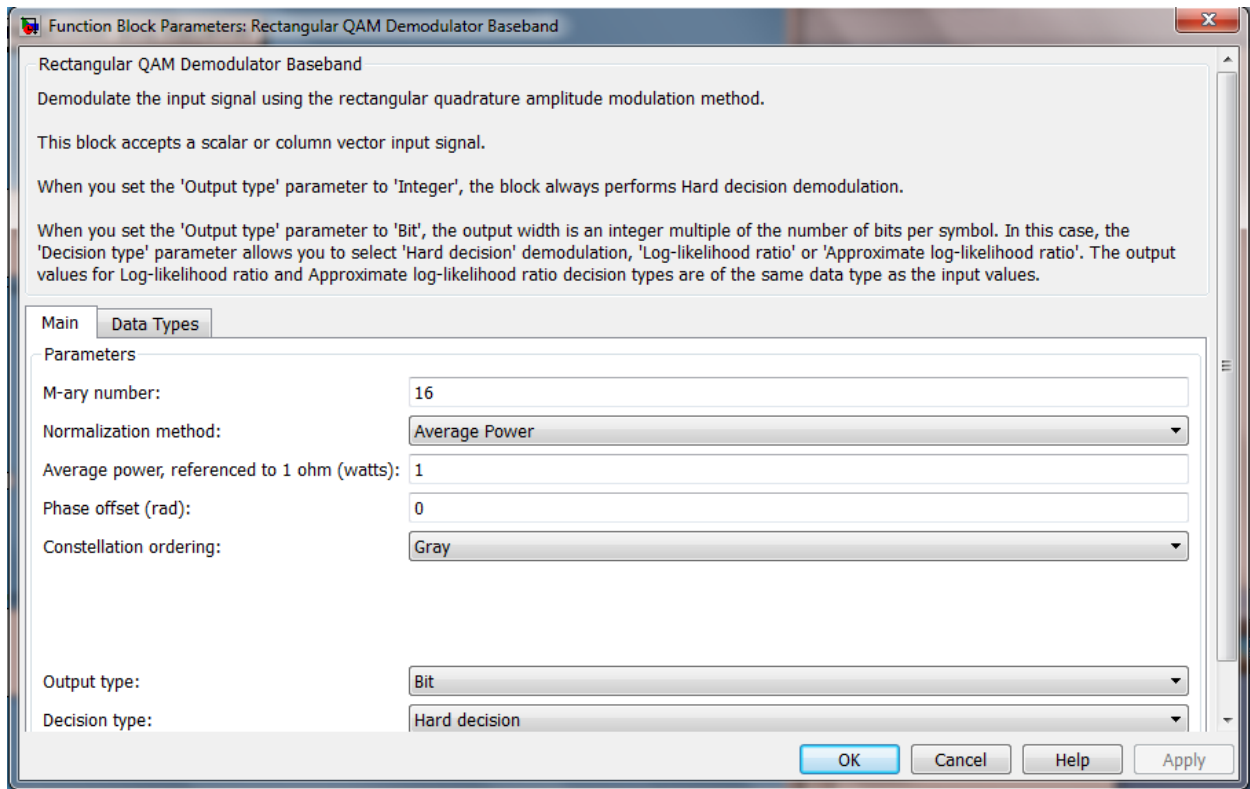 Function Block Parameters: Rectangular QAM Demodulator Baseband
x
Rectangular QAM Demodulator Baseband
Demodulate the input signal using the rectangular quadrature amplitude modulation method.
This block accepts a scalar or column vector input signal.
When you set the 'Output type' parameter to 'Integer', the block always performs Hard decision demodulation.
When you set the 'Output type' parameter to 'Bit', the output width is an integer multiple of the number of bits per symbol. In this case, the
'Decision type' parameter allows you to select 'Hard decision' demodulation, 'Log-likelihood ratio' or 'Approximate log-likelihood ratio'. The output
values for Log-likelihood ratio and Approximate log-likelihood ratio decision types are of the same data type as the input values.
Main Data Types
Parameters
M-ary number: 16
Normalization method: Average Power
Average power, referenced to 1 ohm (watts): 1
Phase offset (rad): 0
Constellation ordering: Gray
Output type: Bit
Decision type: Hard decision
OK Cancel Help Apply